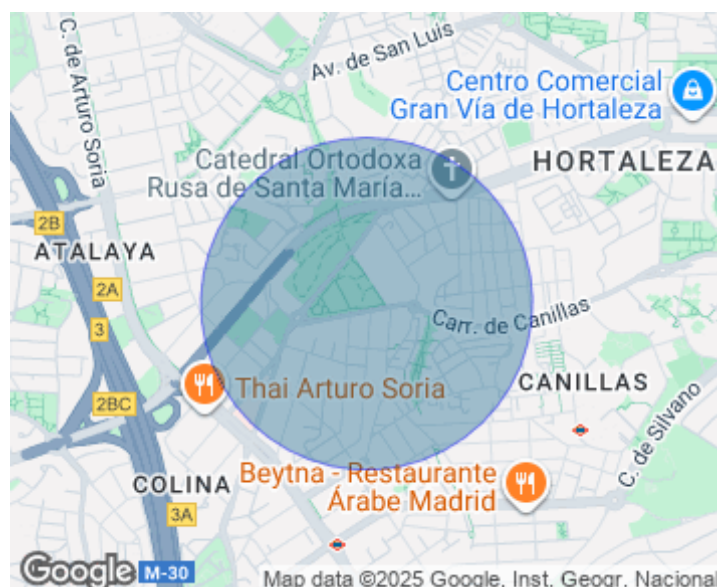 Av. de San Luis
C. de Arturo Soria
Centro Comercial
Gran Vía de Hortaleza
Catedral Ortodoxa
Rusa de Santa María...
HORTALEZA
2B
ATALAYA
2A
3
Carr. de Canillas
Thai Arturo Soria
CANILLAS
2BC
C. de Silvano
COLINA
Beytna - Restaurante
Árabe Madrid
3A
Google
M-30
Map data ©2025 Google, Inst. Geogr. Nacional